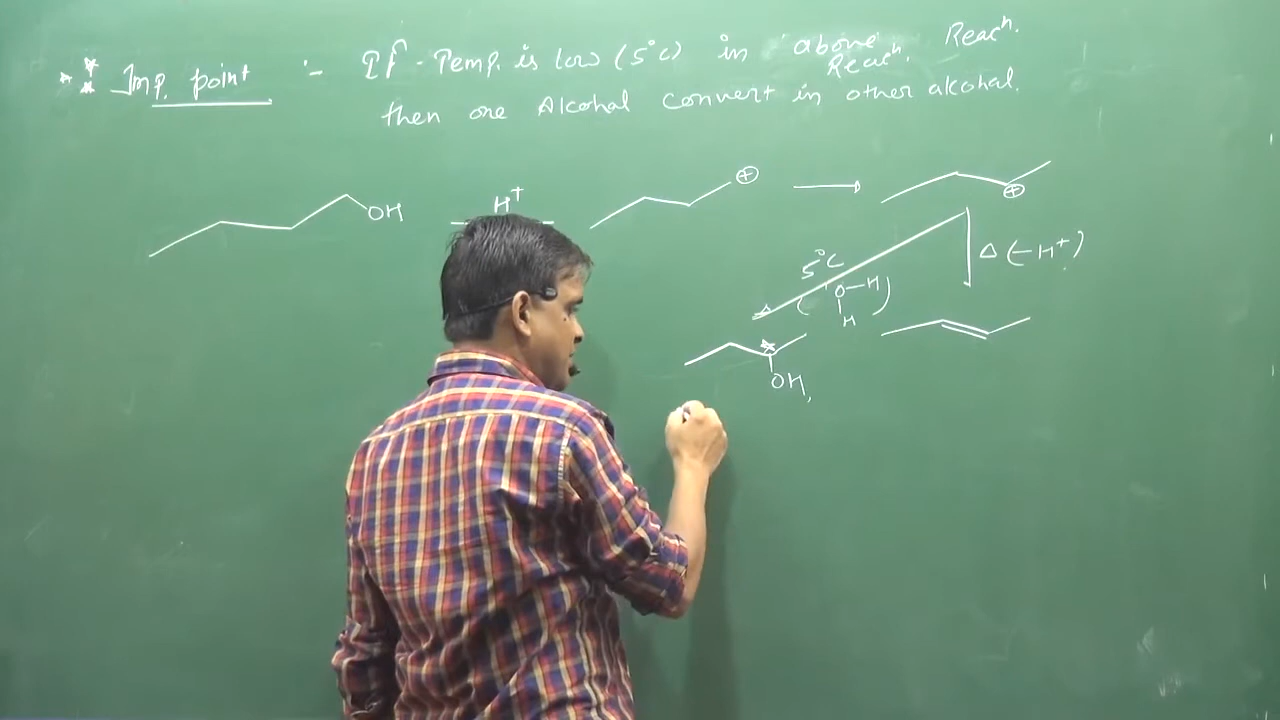 Imp. point :- If Temp. is low (5°C) in above Reacn.
Reacn.
then one Alcohal convert in other alcohal.
OH
H+
+
+
5°C
Δ (-H+)
O-H
H
OH